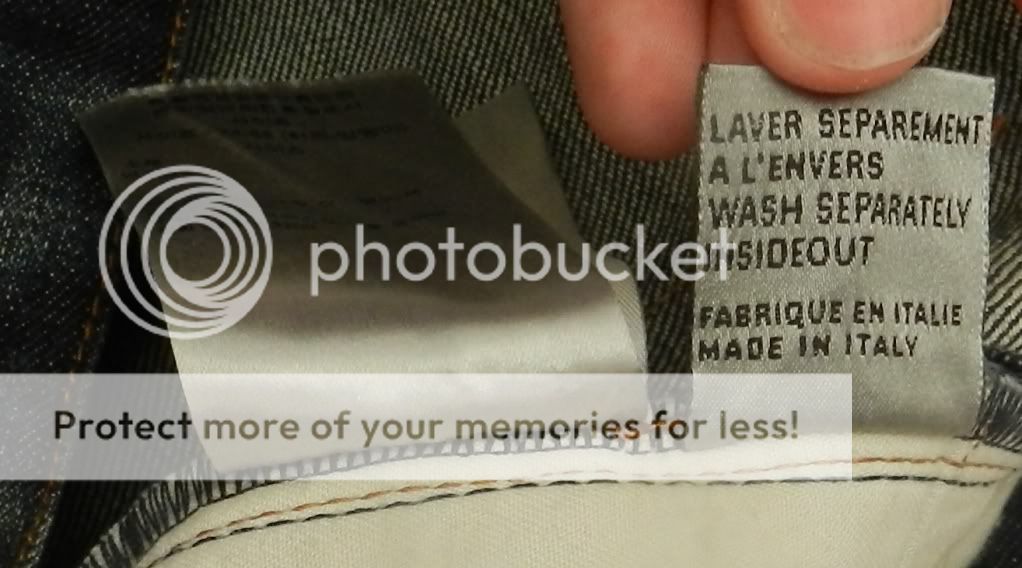 LAVER SEPAREMENT
A L'ENVERS
WASH SEPARATELY
INSIDEOUT
FABRIQUE EN ITALIE
MADE IN ITALY
photobucket
Protect more of your memories for less!